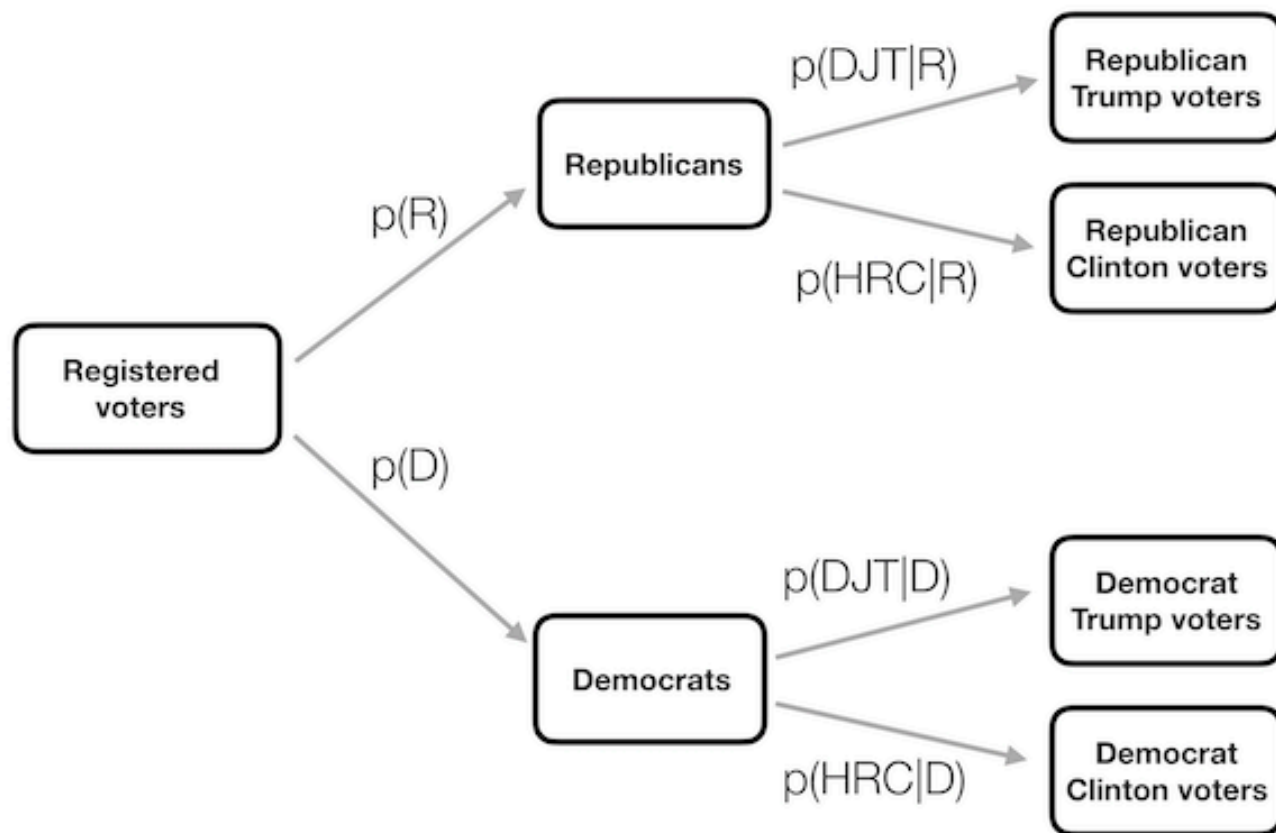 p(DJT|R)
Republican
Trump voters
Republicans
p(R)
Republican
Clinton voters
p(HRC|R)
Registered
voters
p(D)
p(DJT|D)
Democrat
Trump voters
Democrats
Democrat
Clinton voters
p(HRC|D)